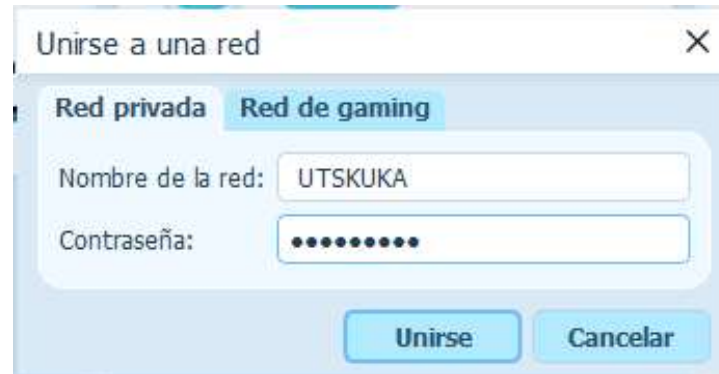 Unirse a una red
Red privada Red de gaming
Nombre de la red: UTSKUKA
Contraseña: •••••••••
Unirse Cancelar